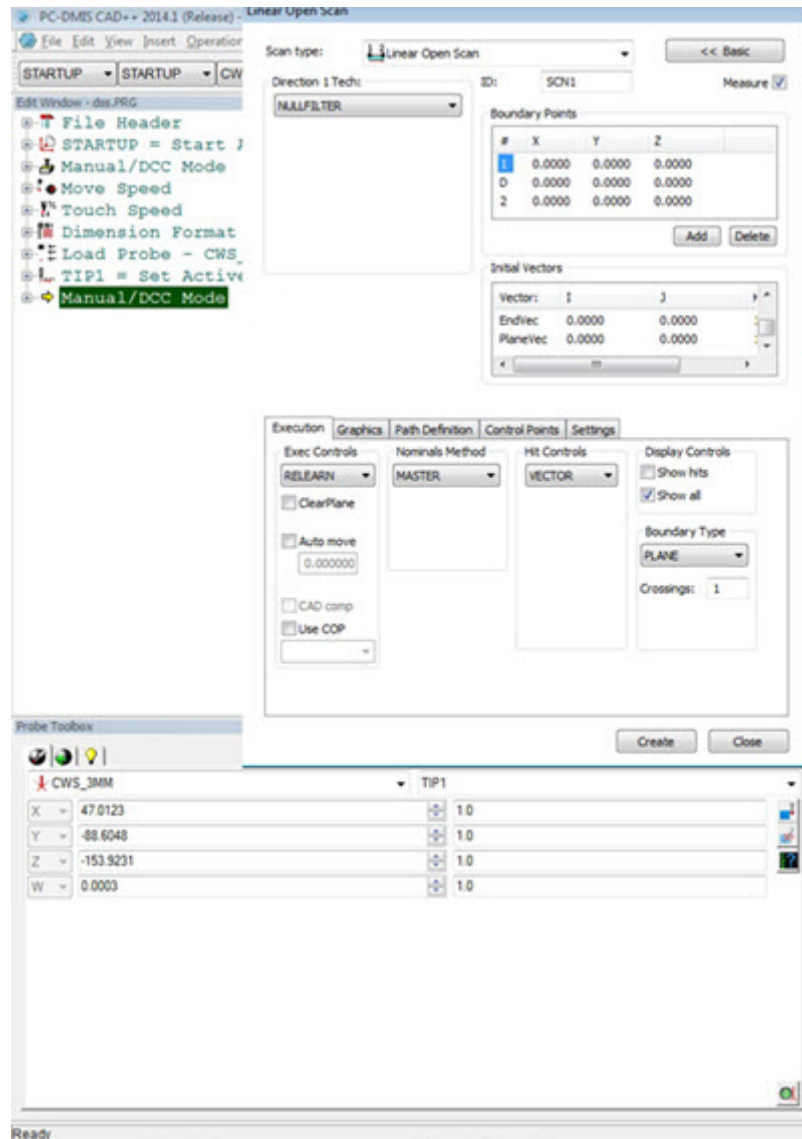 PC-DMIS CAD++ 2014.1 (Release) -
File Edit View Insert Operation
STARTUP STARTUP CW
Edit Window - dss.PRG
File Header
STARTUP = Start
Manual/DCC Mode
Move Speed
Touch Speed
Dimension Format
Load Probe - CWS_
TIP1 = Set Active
Manual/DCC Mode
Linear Open Scan
Scan type: Linear Open Scan << Basic
Direction 1 Tech: ID: SCN1 Measure
NULLFILTER
Boundary Points
# X Y Z
1 0.0000 0.0000 0.0000
D 0.0000 0.0000 0.0000
2 0.0000 0.0000 0.0000
Add Delete
Initial Vectors
Vector: I J
EndVec 0.0000 0.0000
PlaneVec 0.0000 0.0000
Execution Graphics Path Definition Control Points Settings
Exec Controls Nominals Method Hit Controls Display Controls
RELEARN MASTER VECTOR Show hits
ClearPlane Show all
Auto move Boundary Type
0.000000 PLANE
Crossings: 1
CAD comp
Use COP
Create Close
Probe Toolbox
CWS_3MM TIP1
X 47.0123 1.0
Y -88.6048 1.0
Z -153.9231 1.0
W 0.0003 1.0
Ready